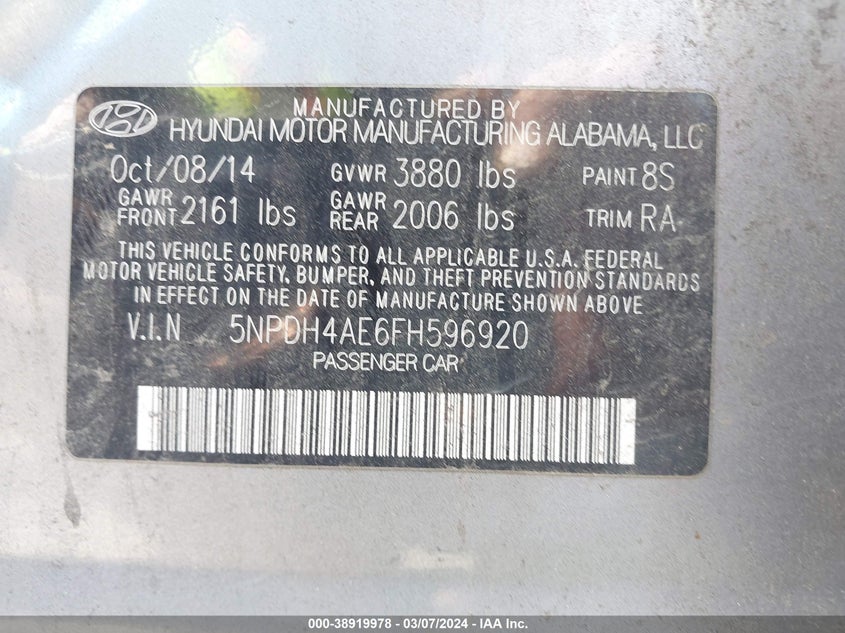 MANUFACTURED BY
HYUNDAI MOTOR MANUFACTURING ALABAMA, LLC
Oct/08/14 GVWR 3880 lbs PAINT 8S
GAWR FRONT 2161 lbs GAWR REAR 2006 lbs TRIM RA
THIS VEHICLE CONFORMS TO ALL APPLICABLE U.S.A. FEDERAL
MOTOR VEHICLE SAFETY, BUMPER, AND THEFT PREVENTION STANDARDS
IN EFFECT ON THE DATE OF MANUFACTURE SHOWN ABOVE
V.I.N 5NPDH4AE6FH596920
PASSENGER CAR
000-38919978 - 03/07/2024 - IAA Inc.